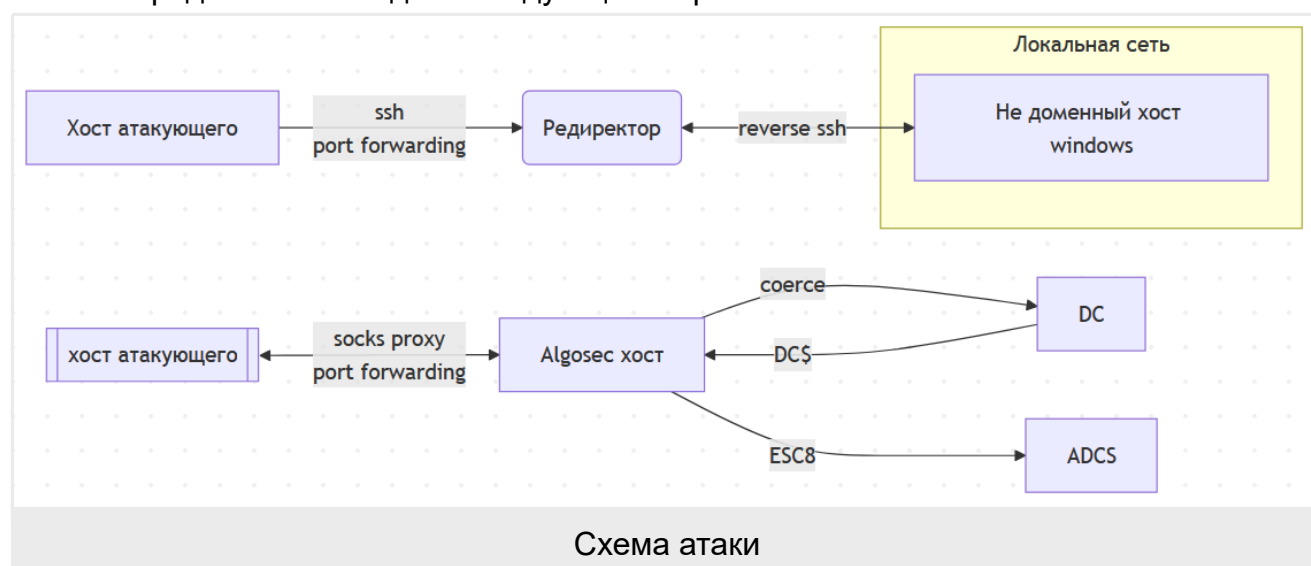 Локальная сеть
Хост атакующего
ssh
port forwarding
Редиректор
reverse ssh
Не доменный хост
windows
coerce
DC
хост атакующего
socks proxy
port forwarding
Algosec хост
DC$
ESC8
ADCS
Схема атаки